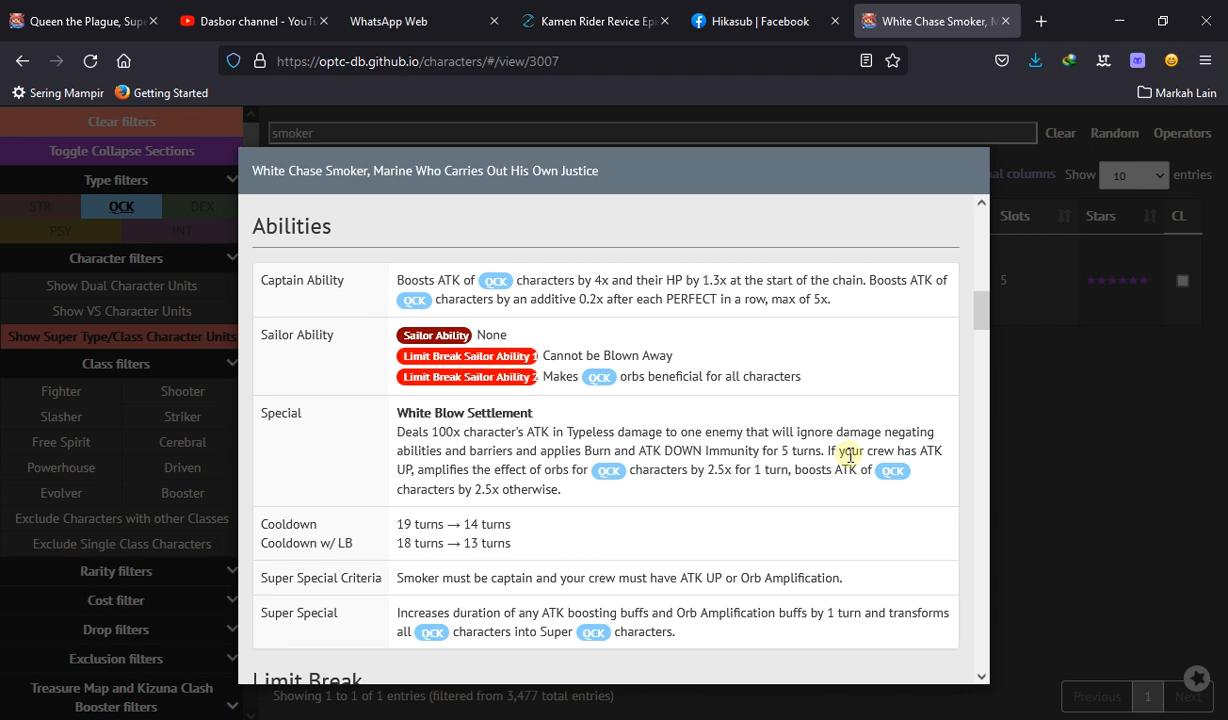 Queen the Plague, Sup
Dasbor channel - YouTu
WhatsApp Web
Kamen Rider Revice Epi
Hikasub | Facebook
White Chase Smoker, M
https://optc-db.github.io/characters/#/view/3007
Sering Mampir
Getting Started
Markah Lain
Clear filters
Toggle Collapse Sections
Type filters
STR
QCK
DEX
PSY
INT
Character filters
Show Dual Character Units
Show VS Character Units
Show Super Type/Class Character Units
Class filters
Fighter
Shooter
Slasher
Striker
Free Spirit
Cerebral
Powerhouse
Driven
Evolver
Booster
Exclude Characters with other Classes
Exclude Single Class Characters
Rarity filters
Cost filter
Drop filters
Exclusion filters
Treasure Map and Kizuna Clash
Booster filters
smoker
Clear
Random
Operators
nal columns
Show
10
entries
Slots
Stars
CL
5
White Chase Smoker, Marine Who Carries Out His Own Justice
Abilities
Captain Ability
Boosts ATK of QCK characters by 4x and their HP by 1.3x at the start of the chain. Boosts ATK of
QCK characters by an additive 0.2x after each PERFECT in a row, max of 5x.
Sailor Ability
Sailor Ability None
Limit Break Sailor Ability 1 Cannot be Blown Away
Limit Break Sailor Ability 2 Makes QCK orbs beneficial for all characters
Special
White Blow Settlement
Deals 100x character's ATK in Typeless damage to one enemy that will ignore damage negating
abilities and barriers and applies Burn and ATK DOWN Immunity for 5 turns. If your crew has ATK
UP, amplifies the effect of orbs for QCK characters by 2.5x for 1 turn, boosts ATK of QCK
characters by 2.5x otherwise.
Cooldown
19 turns → 14 turns
Cooldown w/ LB
18 turns → 13 turns
Super Special Criteria
Smoker must be captain and your crew must have ATK UP or Orb Amplification.
Super Special
Increases duration of any ATK boosting buffs and Orb Amplification buffs by 1 turn and transforms
all QCK characters into Super QCK characters.
Limit Break
Showing 1 to 1 of 1 entries (filtered from 3,477 total entries)
Previous
1
Next